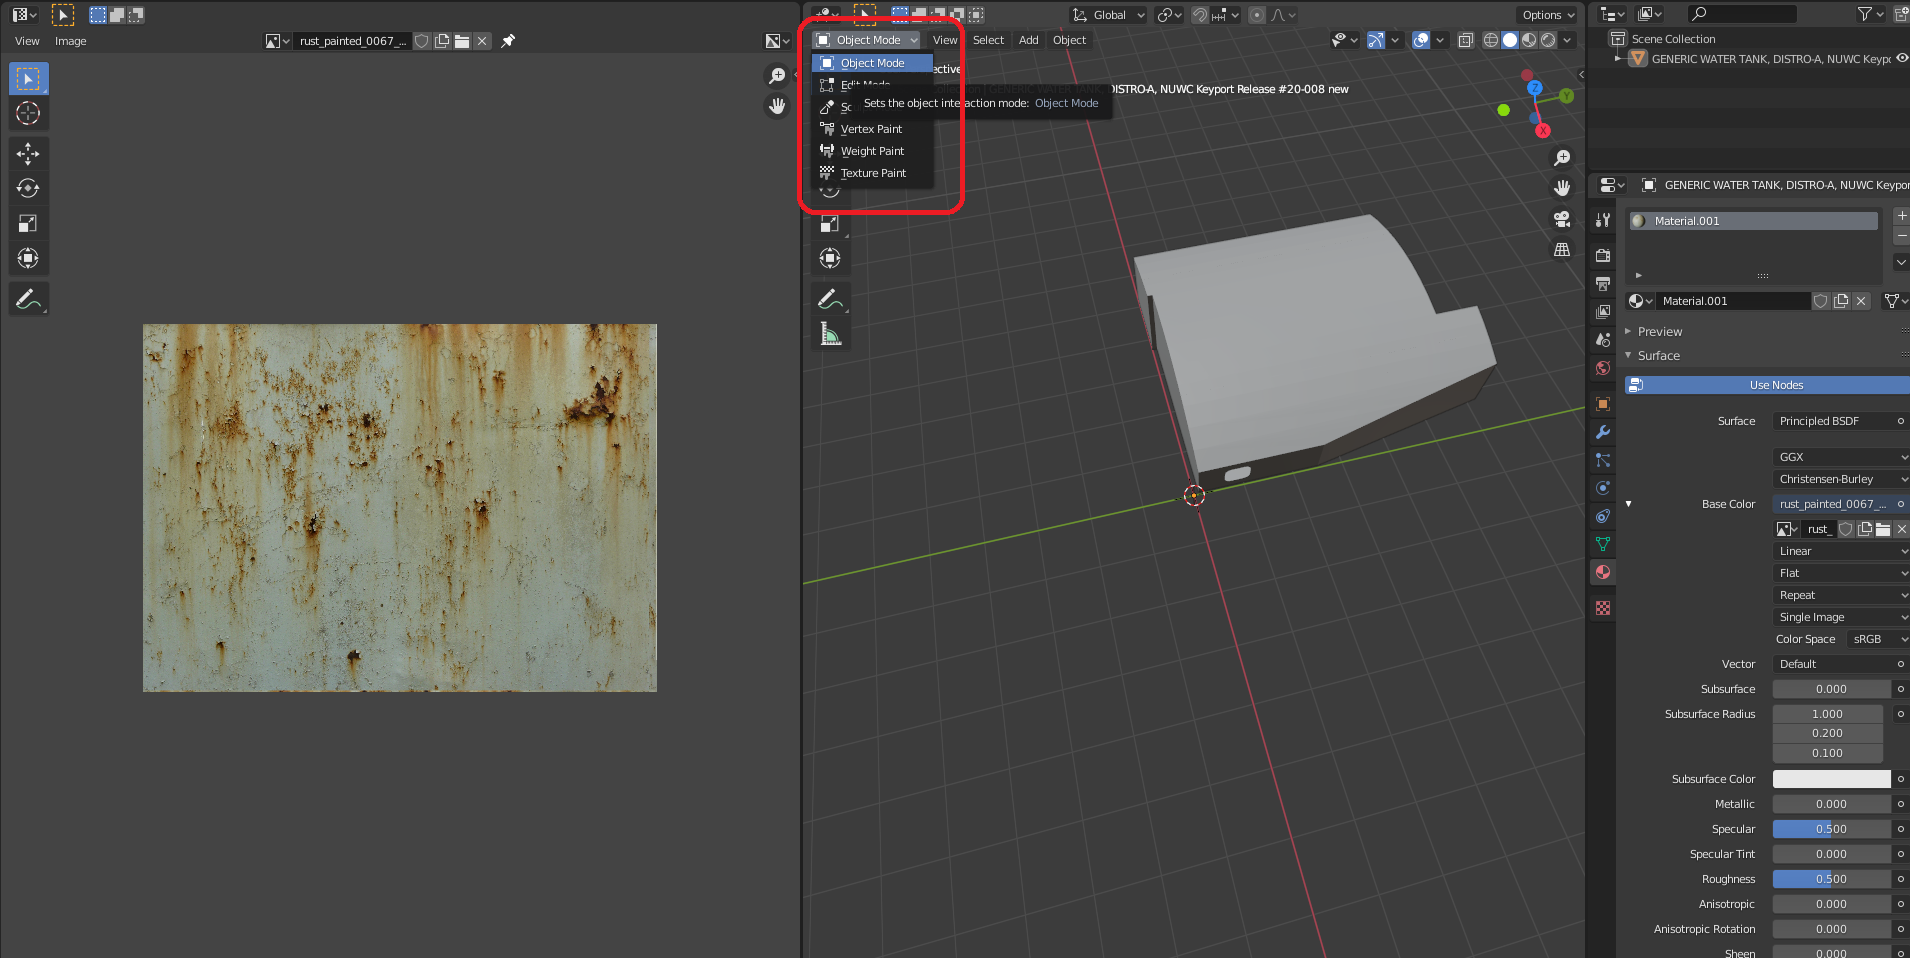 Global
Options
View Image
rust_painted_0067_...
Object Mode
View Select Add Object
Object Mode
ective
Edit Mode
Collection | GENERIC WATER TANK, DISTRO-A, NUWC Keyport Release #20-008 new
Sets the object interaction mode: Object Mode
Vertex Paint
Weight Paint
Texture Paint
Z
Y
X
Scene Collection
GENERIC WATER TANK, DISTRO-A, NUWC Keypo
GENERIC WATER TANK, DISTRO-A, NUWC Keypor
Material.001
Material.001
Preview
Surface
Use Nodes
Surface Principled BSDF
GGX
Christensen-Burley
Base Color rust_painted_0067_...
rust_
Linear
Flat
Repeat
Single Image
Color Space sRGB
Vector Default
Subsurface 0.000
Subsurface Radius 1.000
0.200
0.100
Subsurface Color
Metallic 0.000
Specular 0.500
Specular Tint 0.000
Roughness 0.500
Anisotropic 0.000
Anisotropic Rotation 0.000
Sheen 0.000